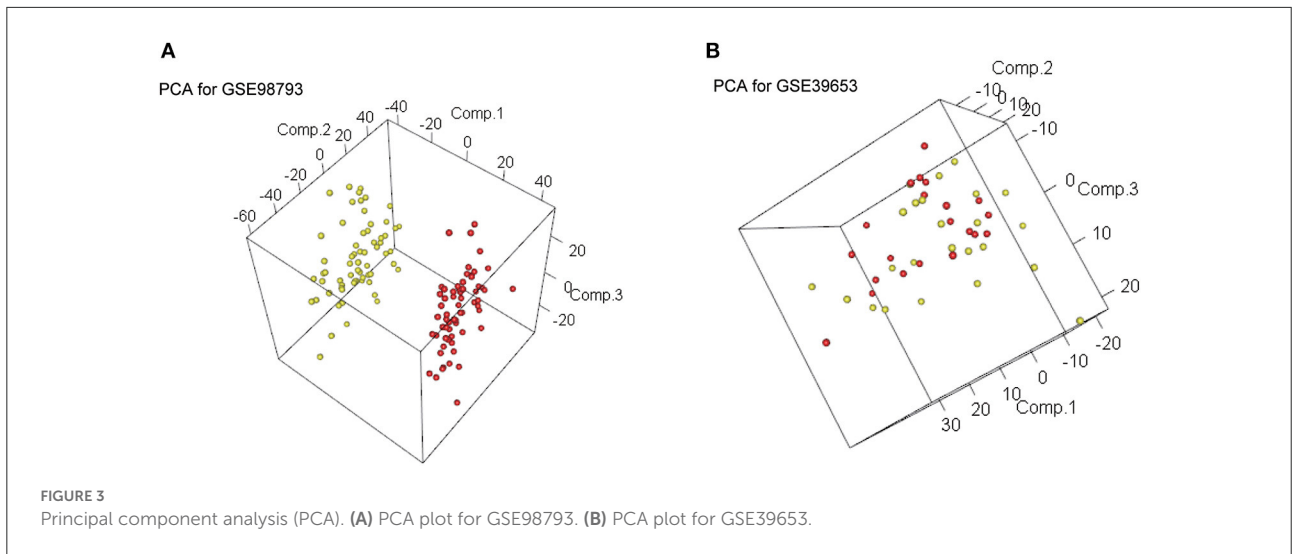 A
PCA for GSE98793
Comp.2
-60
-40
-20
0
20
40
Comp.1
-40
-20
0
20
40
Comp.3
20
0
-20
B
PCA for GSE39653
Comp.2
-10
0
10
20
Comp.3
-10
0
10
20
Comp.1
30
20
10
0
-10
-20
FIGURE 3
Principal component analysis (PCA). (A) PCA plot for GSE98793. (B) PCA plot for GSE39653.